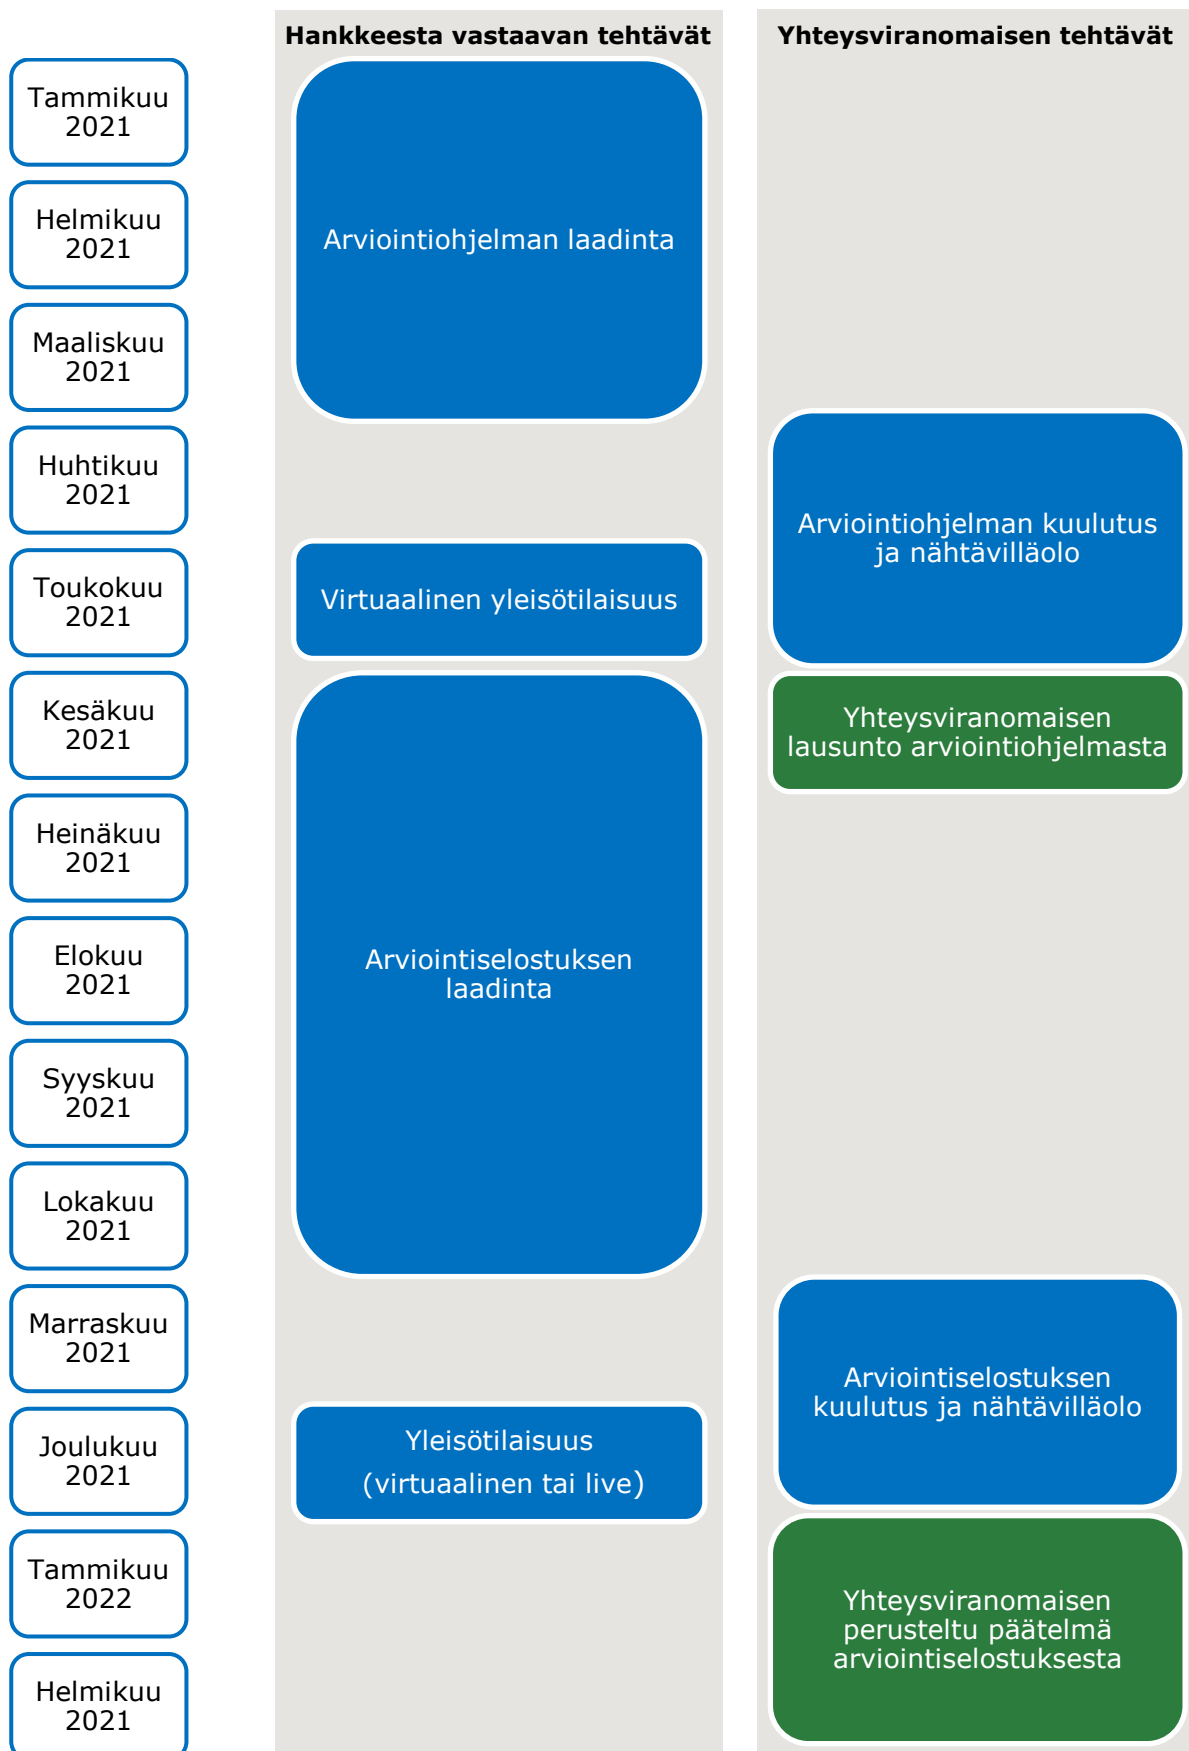 Hankkeesta vastaavan tehtävät
Yhteysviranomaisen tehtävät
Tammikuu
2021
Helmikuu
2021
Maaliskuu
2021
Huhtikuu
2021
Toukokuu
2021
Kesäkuu
2021
Heinäkuu
2021
Elokuu
2021
Syyskuu
2021
Lokakuu
2021
Marraskuu
2021
Joulukuu
2021
Tammikuu
2022
Helmikuu
2021
Arviointiohjelman laadinta
Virtuaalinen yleisötilaisuus
Arviointiselostuksen
laadinta
Yleisötilaisuus
(virtuaalinen tai live)
Arviointiohjelman kuulutus
ja nähtävilläolo
Yhteysviranomaisen
lausunto arviointiohjelmasta
Arviointiselostuksen
kuulutus ja nähtävilläolo
Yhteysviranomaisen
perusteltu päätelmä
arviointiselostuksesta